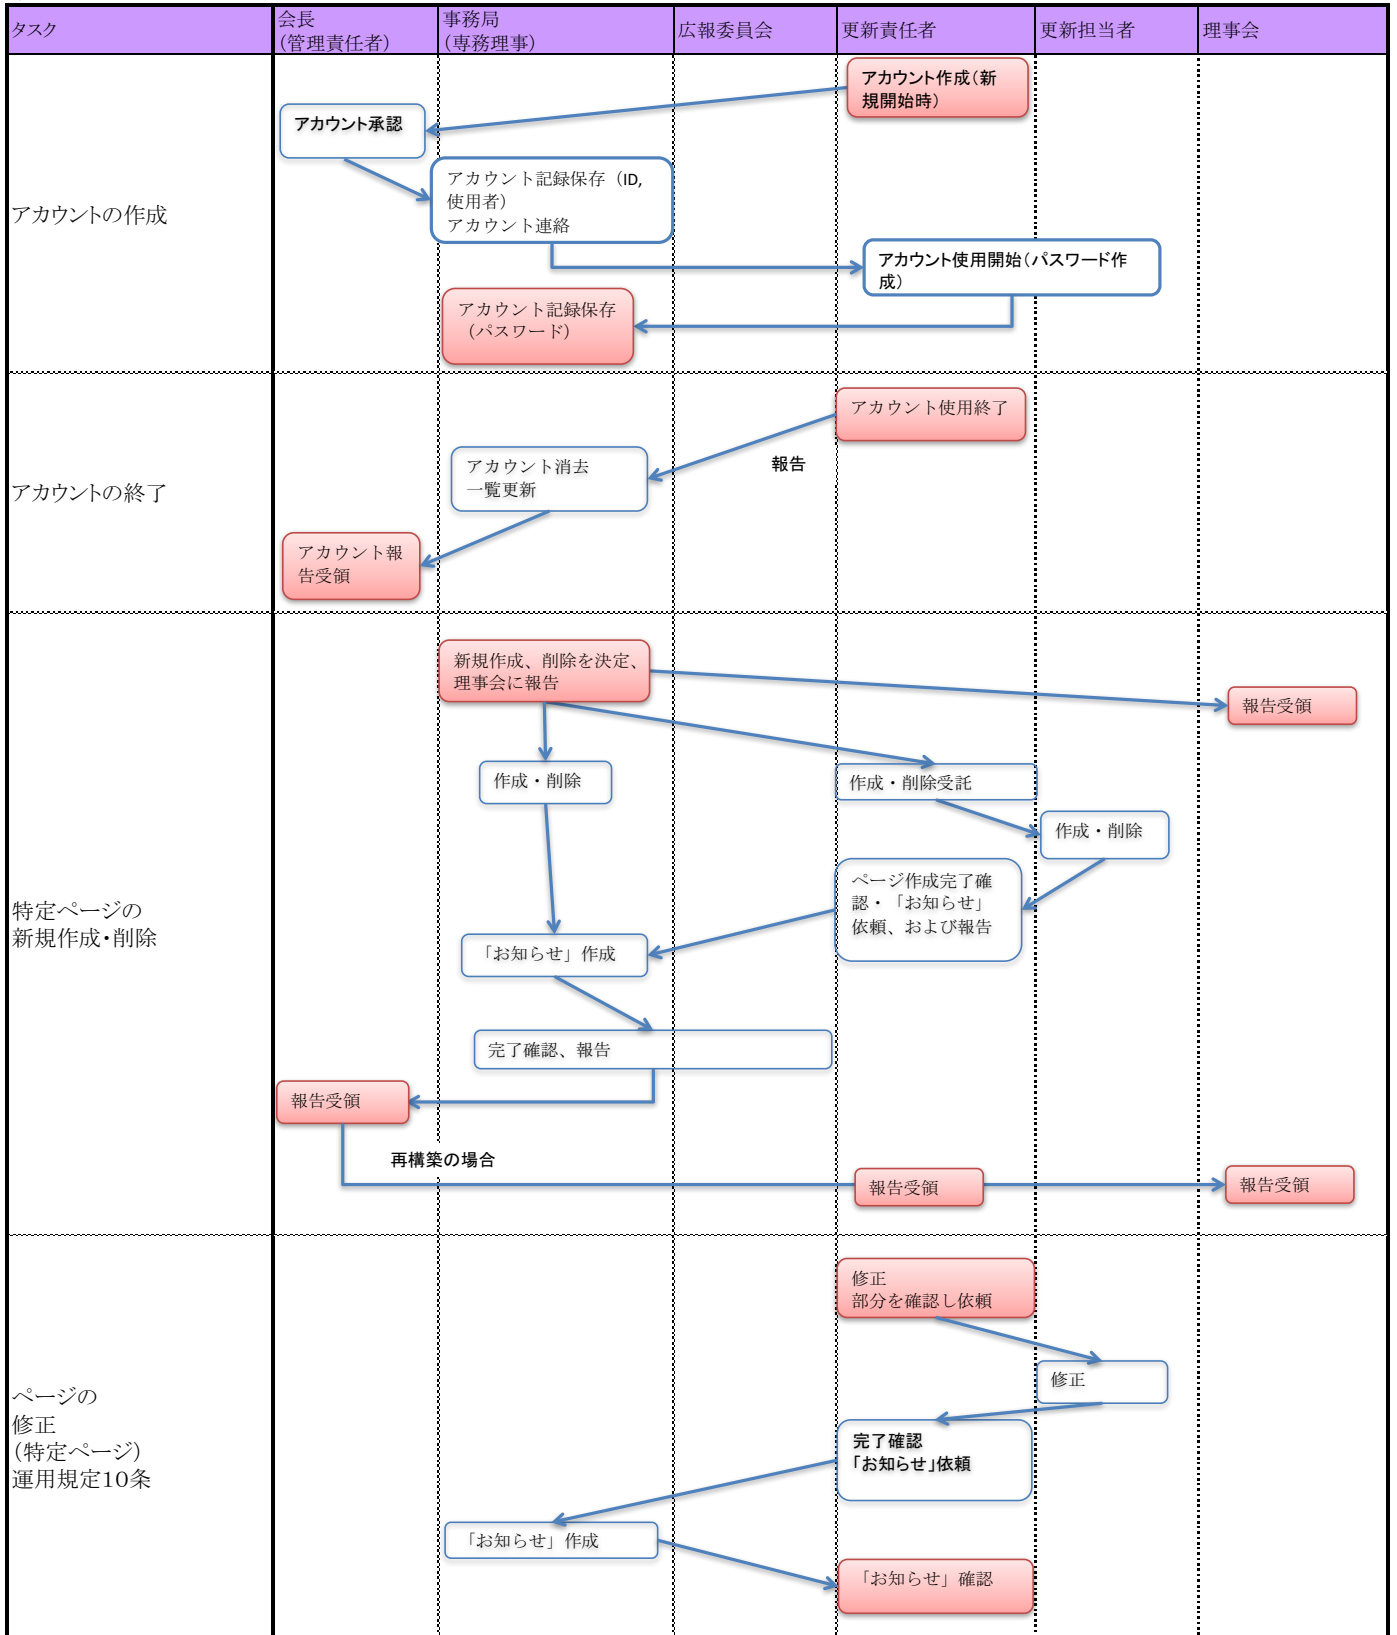 タスク
会長
（管理責任者）
事務局
（専務理事）
広報委員会
更新責任者
更新担当者
理事会
アカウントの作成
アカウント作成（新
規開始時）
アカウント承認
アカウント記録保存（ID,
使用者）
アカウント連絡
アカウント使用開始（パスワード作
成）
アカウント記録保存
（パスワード）
アカウントの終了
アカウント使用終了
報告
アカウント消去
一覧更新
アカウント報
告受領
特定ページの
新規作成・削除
新規作成、削除を決定、
理事会に報告
報告受領
作成・削除
作成・削除受託
作成・削除
ページ作成完了確
認・「お知らせ」
依頼、および報告
「お知らせ」作成
完了確認、報告
報告受領
再構築の場合
報告受領
報告受領
ページの
修正
（特定ページ）
運用規定10条
修正
部分を確認し依頼
修正
完了確認
「お知らせ」依頼
「お知らせ」作成
「お知らせ」確認